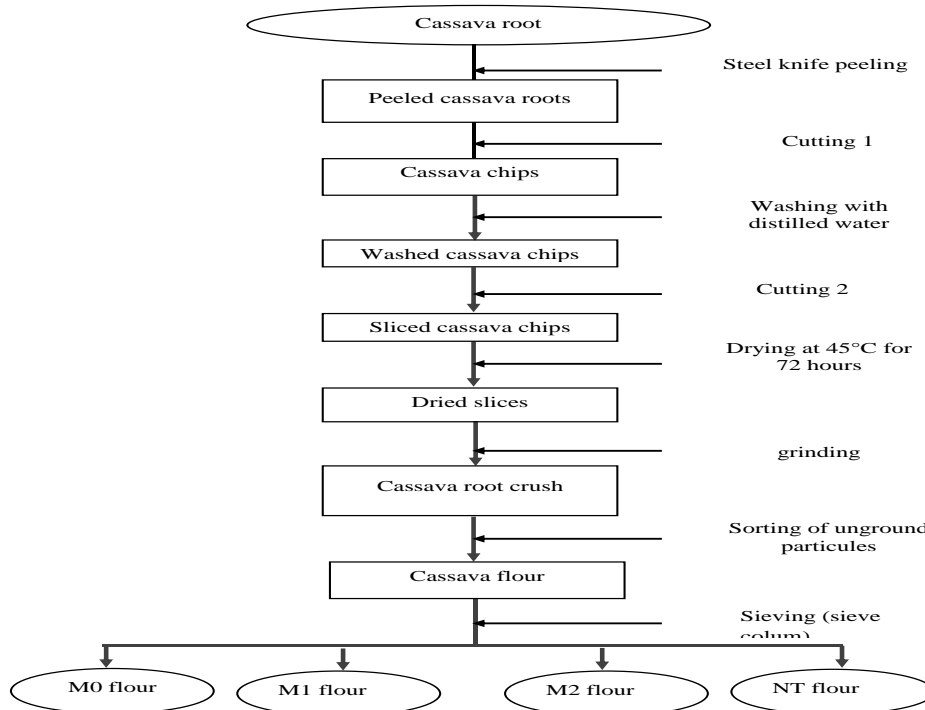 Cassava root
Steel knife peeling
Peeled cassava roots
Cutting 1
Cassava chips
Washing with
distilled water
Washed cassava chips
Cutting 2
Sliced cassava chips
Drying at 45°C for
72 hours
Dried slices
grinding
Cassava root crush
Sorting of unground
particules
Cassava flour
Sieving (sieve
colum)
M0 flour
M1 flour
M2 flour
NT flour